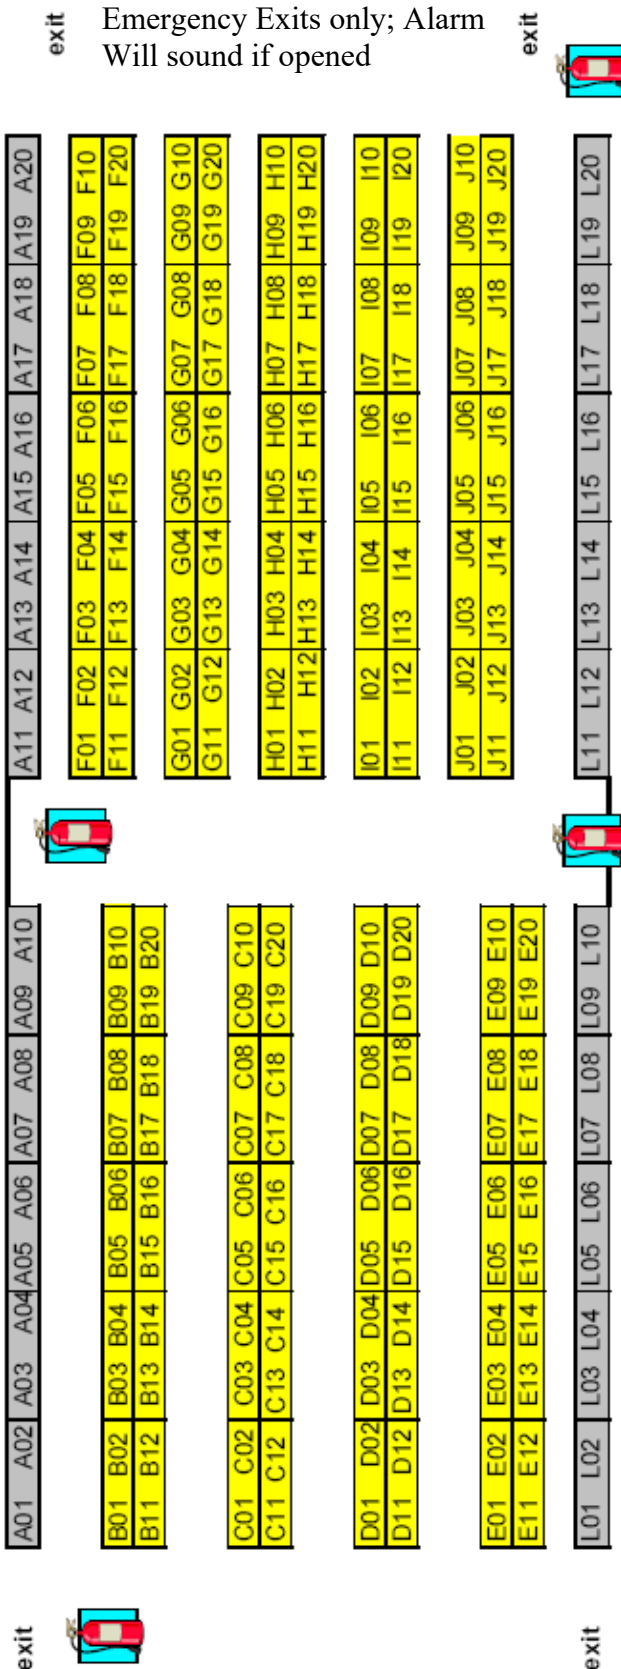 exit
Emergency Exits only; Alarm
Will sound if opened
exit
A11 A12 A13 A14 A15 A16 A17 A18 A19 A20
F01 F02 F03 F04 F05 F06 F07 F08 F09 F10
F11 F12 F13 F14 F15 F16 F17 F18 F19 F20
G01 G02 G03 G04 G05 G06 G07 G08 G09 G10
G11 G12 G13 G14 G15 G16 G17 G18 G19 G20
H01 H02 H03 H04 H05 H06 H07 H08 H09 H10
H11 H12 H13 H14 H15 H16 H17 H18 H19 H20
I01 I02 I03 I04 I05 I06 I07 I08 I09 I10
I11 I12 I13 I14 I15 I16 I17 I18 I19 I20
J01 J02 J03 J04 J05 J06 J07 J08 J09 J10
J11 J12 J13 J14 J15 J16 J17 J18 J19 J20
L11 L12 L13 L14 L15 L16 L17 L18 L19 L20
A01 A02 A03 A04 A05 A06 A07 A08 A09 A10
B01 B02 B03 B04 B05 B06 B07 B08 B09 B10
B11 B12 B13 B14 B15 B16 B17 B18 B19 B20
C01 C02 C03 C04 C05 C06 C07 C08 C09 C10
C11 C12 C13 C14 C15 C16 C17 C18 C19 C20
D01 D02 D03 D04 D05 D06 D07 D08 D09 D10
D11 D12 D13 D14 D15 D16 D17 D18 D19 D20
E01 E02 E03 E04 E05 E06 E07 E08 E09 E10
E11 E12 E13 E14 E15 E16 E17 E18 E19 E20
L01 L02 L03 L04 L05 L06 L07 L08 L09 L10
exit
exit